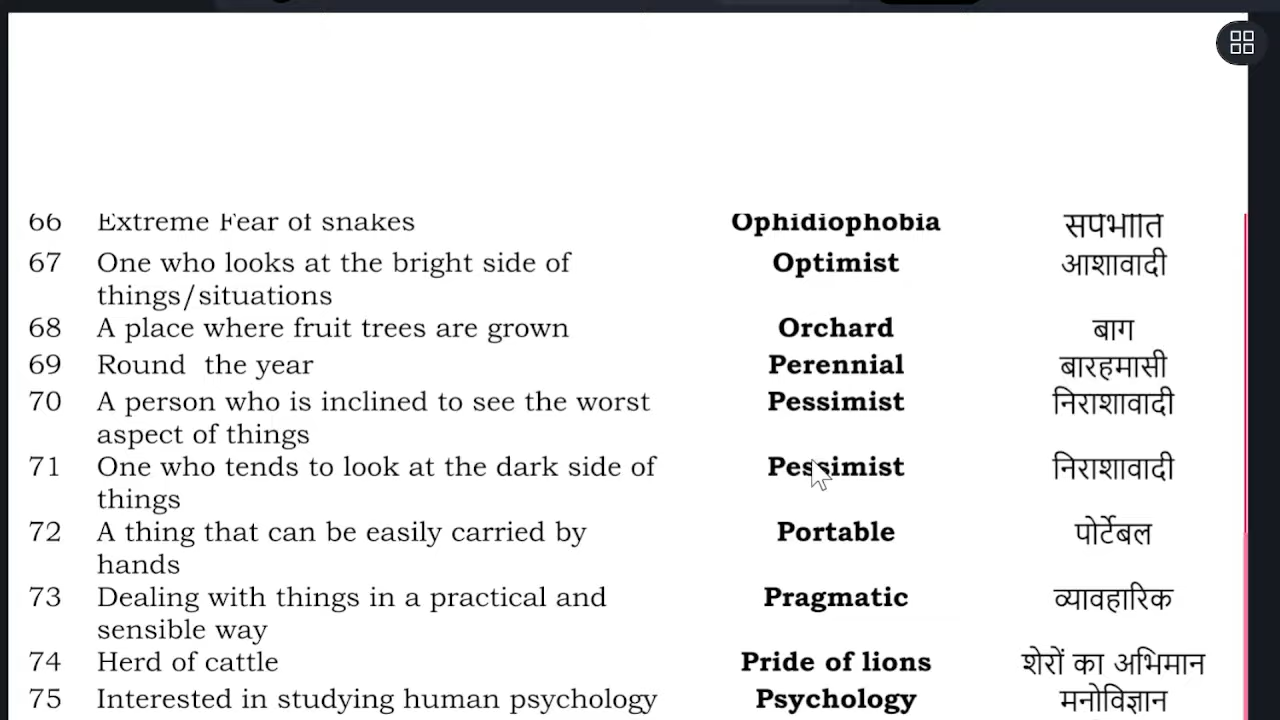 66 Extreme Fear of snakes Ophidiophobia सर्पभीति
67 One who looks at the bright side of Optimist आशावादी
things/situations
68 A place where fruit trees are grown Orchard बाग
69 Round the year Perennial बारहमासी
70 A person who is inclined to see the worst Pessimist निराशावादी
aspect of things
71 One who tends to look at the dark side of Pessimist निराशावादी
things
72 A thing that can be easily carried by Portable पोर्टेबल
hands
73 Dealing with things in a practical and Pragmatic व्यावहारिक
sensible way
74 Herd of cattle Pride of lions शेरों का अभिमान
75 Interested in studying human psychology Psychology मनोविज्ञान